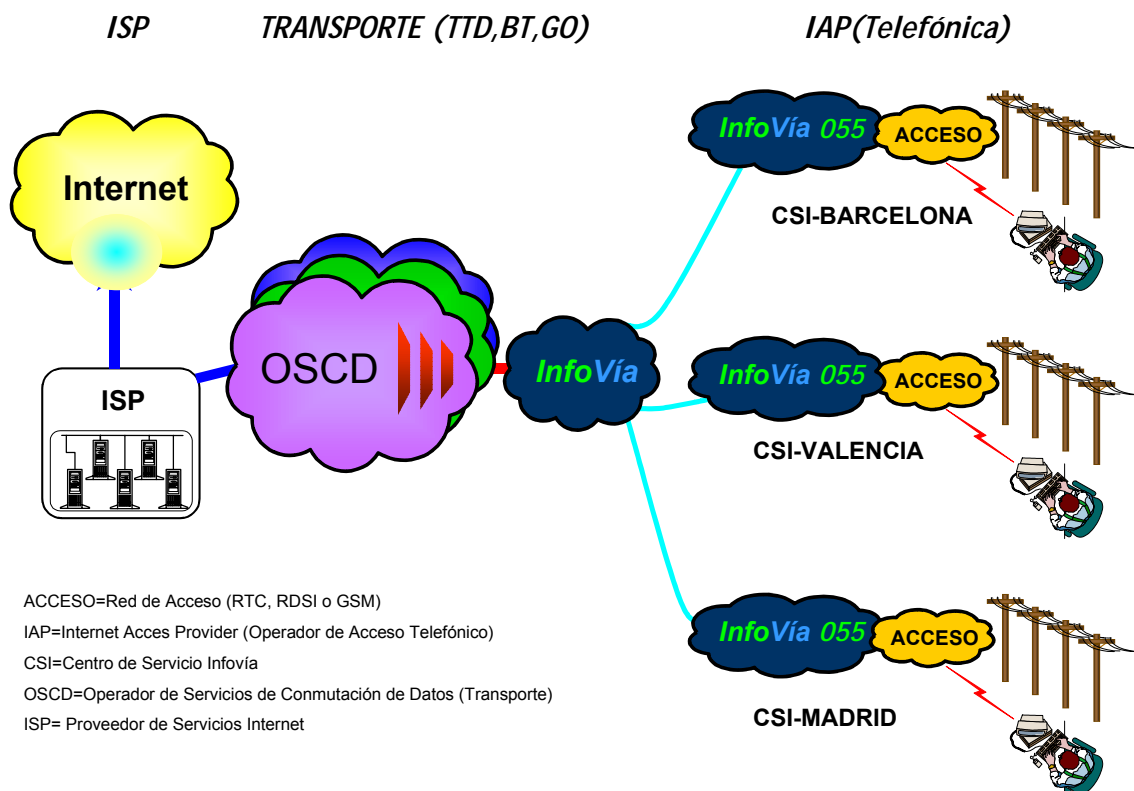 ISP TRANSPORTE (TTD,BT,GO) IAP(Telefónica)
InfoVía 055 ACCESO
CSI-BARCELONA
Internet
OSCD
InfoVía
InfoVía 055 ACCESO
CSI-VALENCIA
ISP
InfoVía 055 ACCESO
CSI-MADRID
ACCESO=Red de Acceso (RTC, RDSI o GSM)
IAP=Internet Acces Provider (Operador de Acceso Telefónico)
CSI=Centro de Servicio Infovía
OSCD=Operador de Servicios de Conmutación de Datos (Transporte)
ISP= Proveedor de Servicios Internet